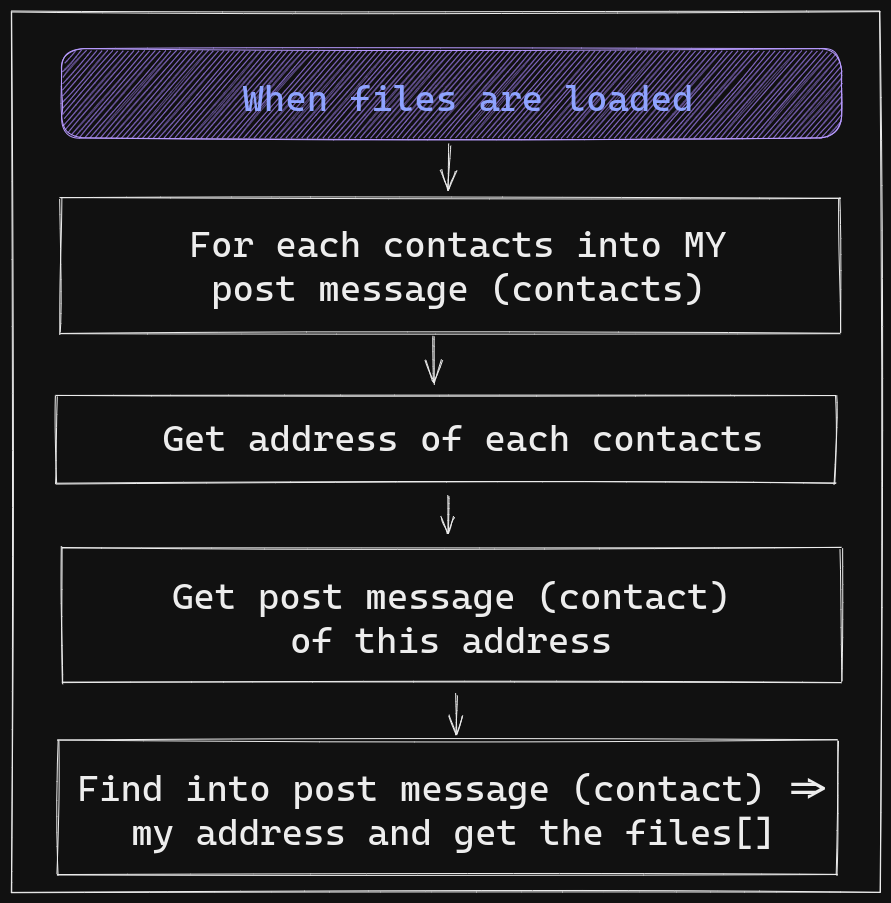 When files are loaded
For each contacts into MY
post message (contacts)
Get address of each contacts
Get post message (contact)
of this address
Find into post message (contact) ⇒
my address and get the files[]